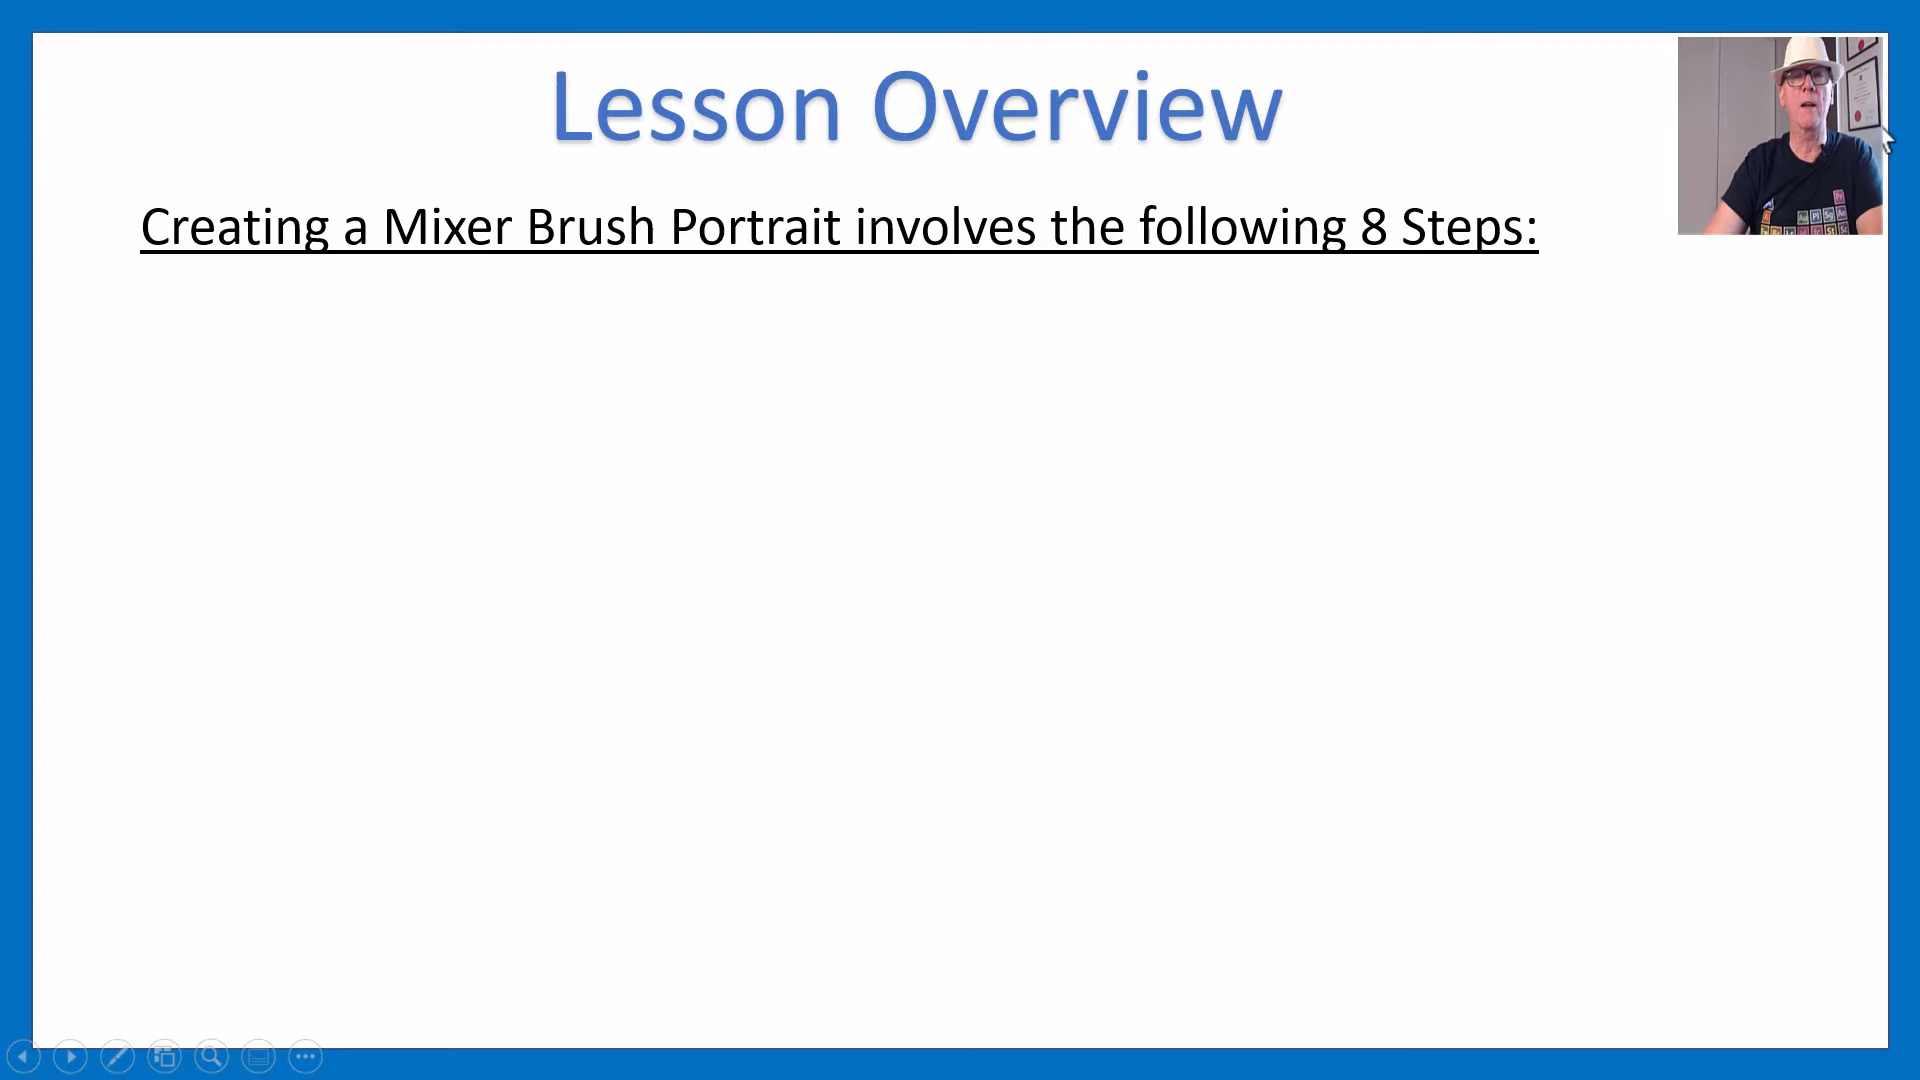 Lesson Overview
Creating a Mixer Brush Portrait involves the following 8 Steps: